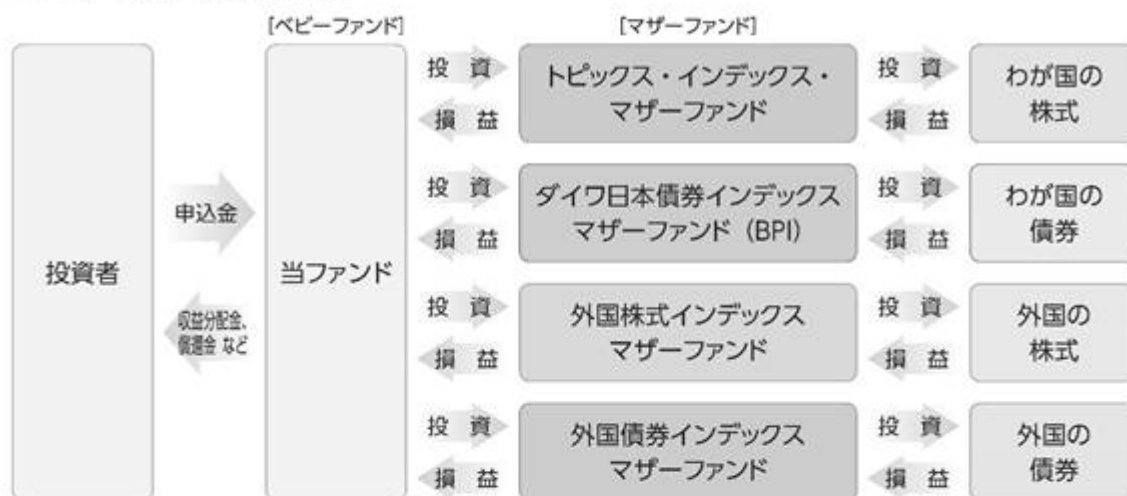 [ベビーファンド]
[マザーファンド]
投資者
申込金
収益分配金、
償還金 など
当ファンド
投 資
損 益
トピックス・インデックス・
マザーファンド
投 資
損 益
わが国の
株式
投 資
損 益
ダイワ日本債券インデックス
マザーファンド（BPI）
投 資
損 益
わが国の
債券
投 資
損 益
外国株式インデックス
マザーファンド
投 資
損 益
外国の
株式
投 資
損 益
外国債券インデックス
マザーファンド
投 資
損 益
外国の
債券